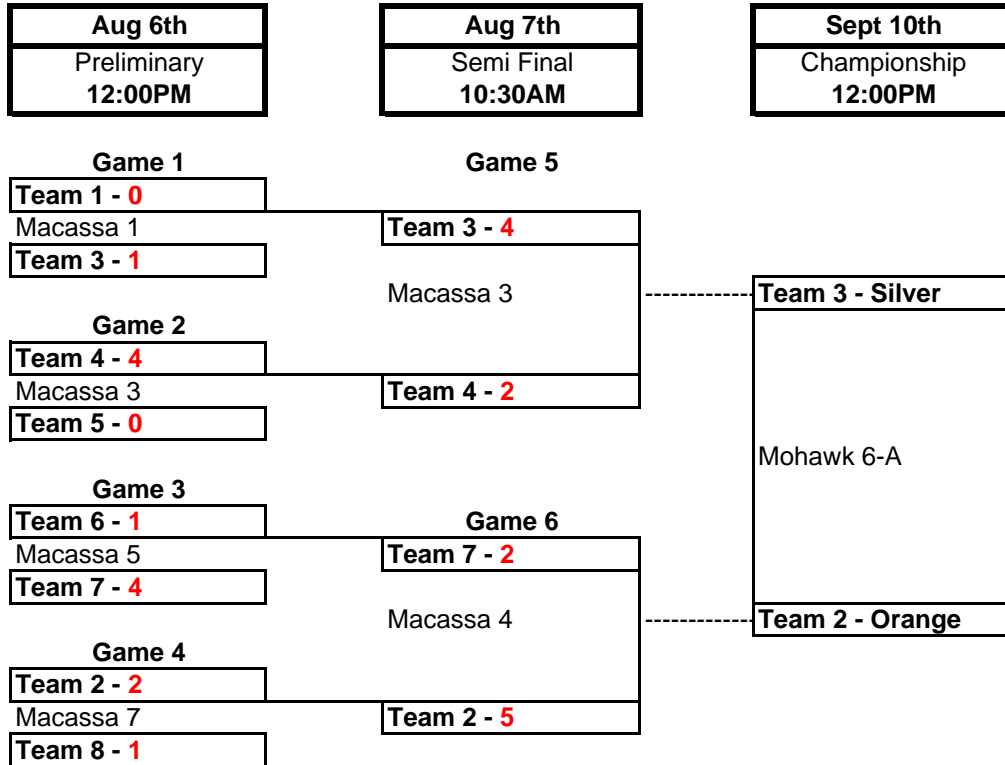 Aug 6th
Preliminary
12:00PM
Aug 7th
Semi Final
10:30AM
Sept 10th
Championship
12:00PM
Game 1
Team 1 - 0
Macassa 1
Team 3 - 1
Game 2
Team 4 - 4
Macassa 3
Team 5 - 0
Game 3
Team 6 - 1
Macassa 5
Team 7 - 4
Game 4
Team 2 - 2
Macassa 7
Team 8 - 1
Game 5
Team 3 - 4
Macassa 3
Team 4 - 2
Game 6
Team 7 - 2
Macassa 4
Team 2 - 5
Team 3 - Silver
Mohawk 6-A
Team 2 - Orange